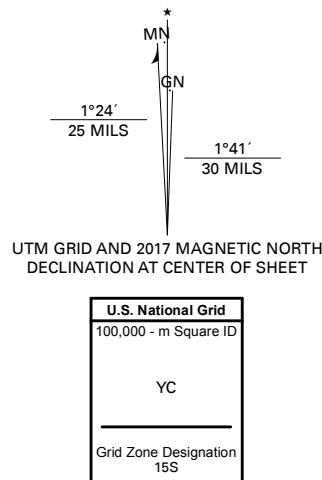 ★
MN
GN
1°24´
25 MILS
1°41´
30 MILS
UTM GRID AND 2017 MAGNETIC NORTH
DECLINATION AT CENTER OF SHEET
U.S. National Grid
100,000 - m Square ID
YC
Grid Zone Designation
15S